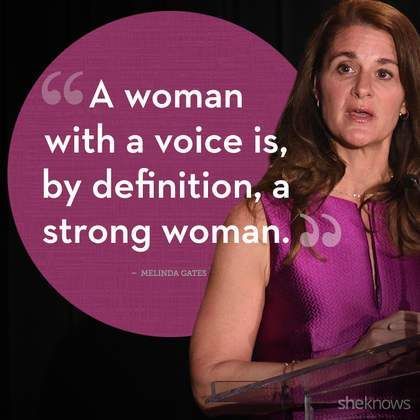 “ A woman
with a voice is,
by definition, a
strong woman. ”
– MELINDA GATES
sheknows